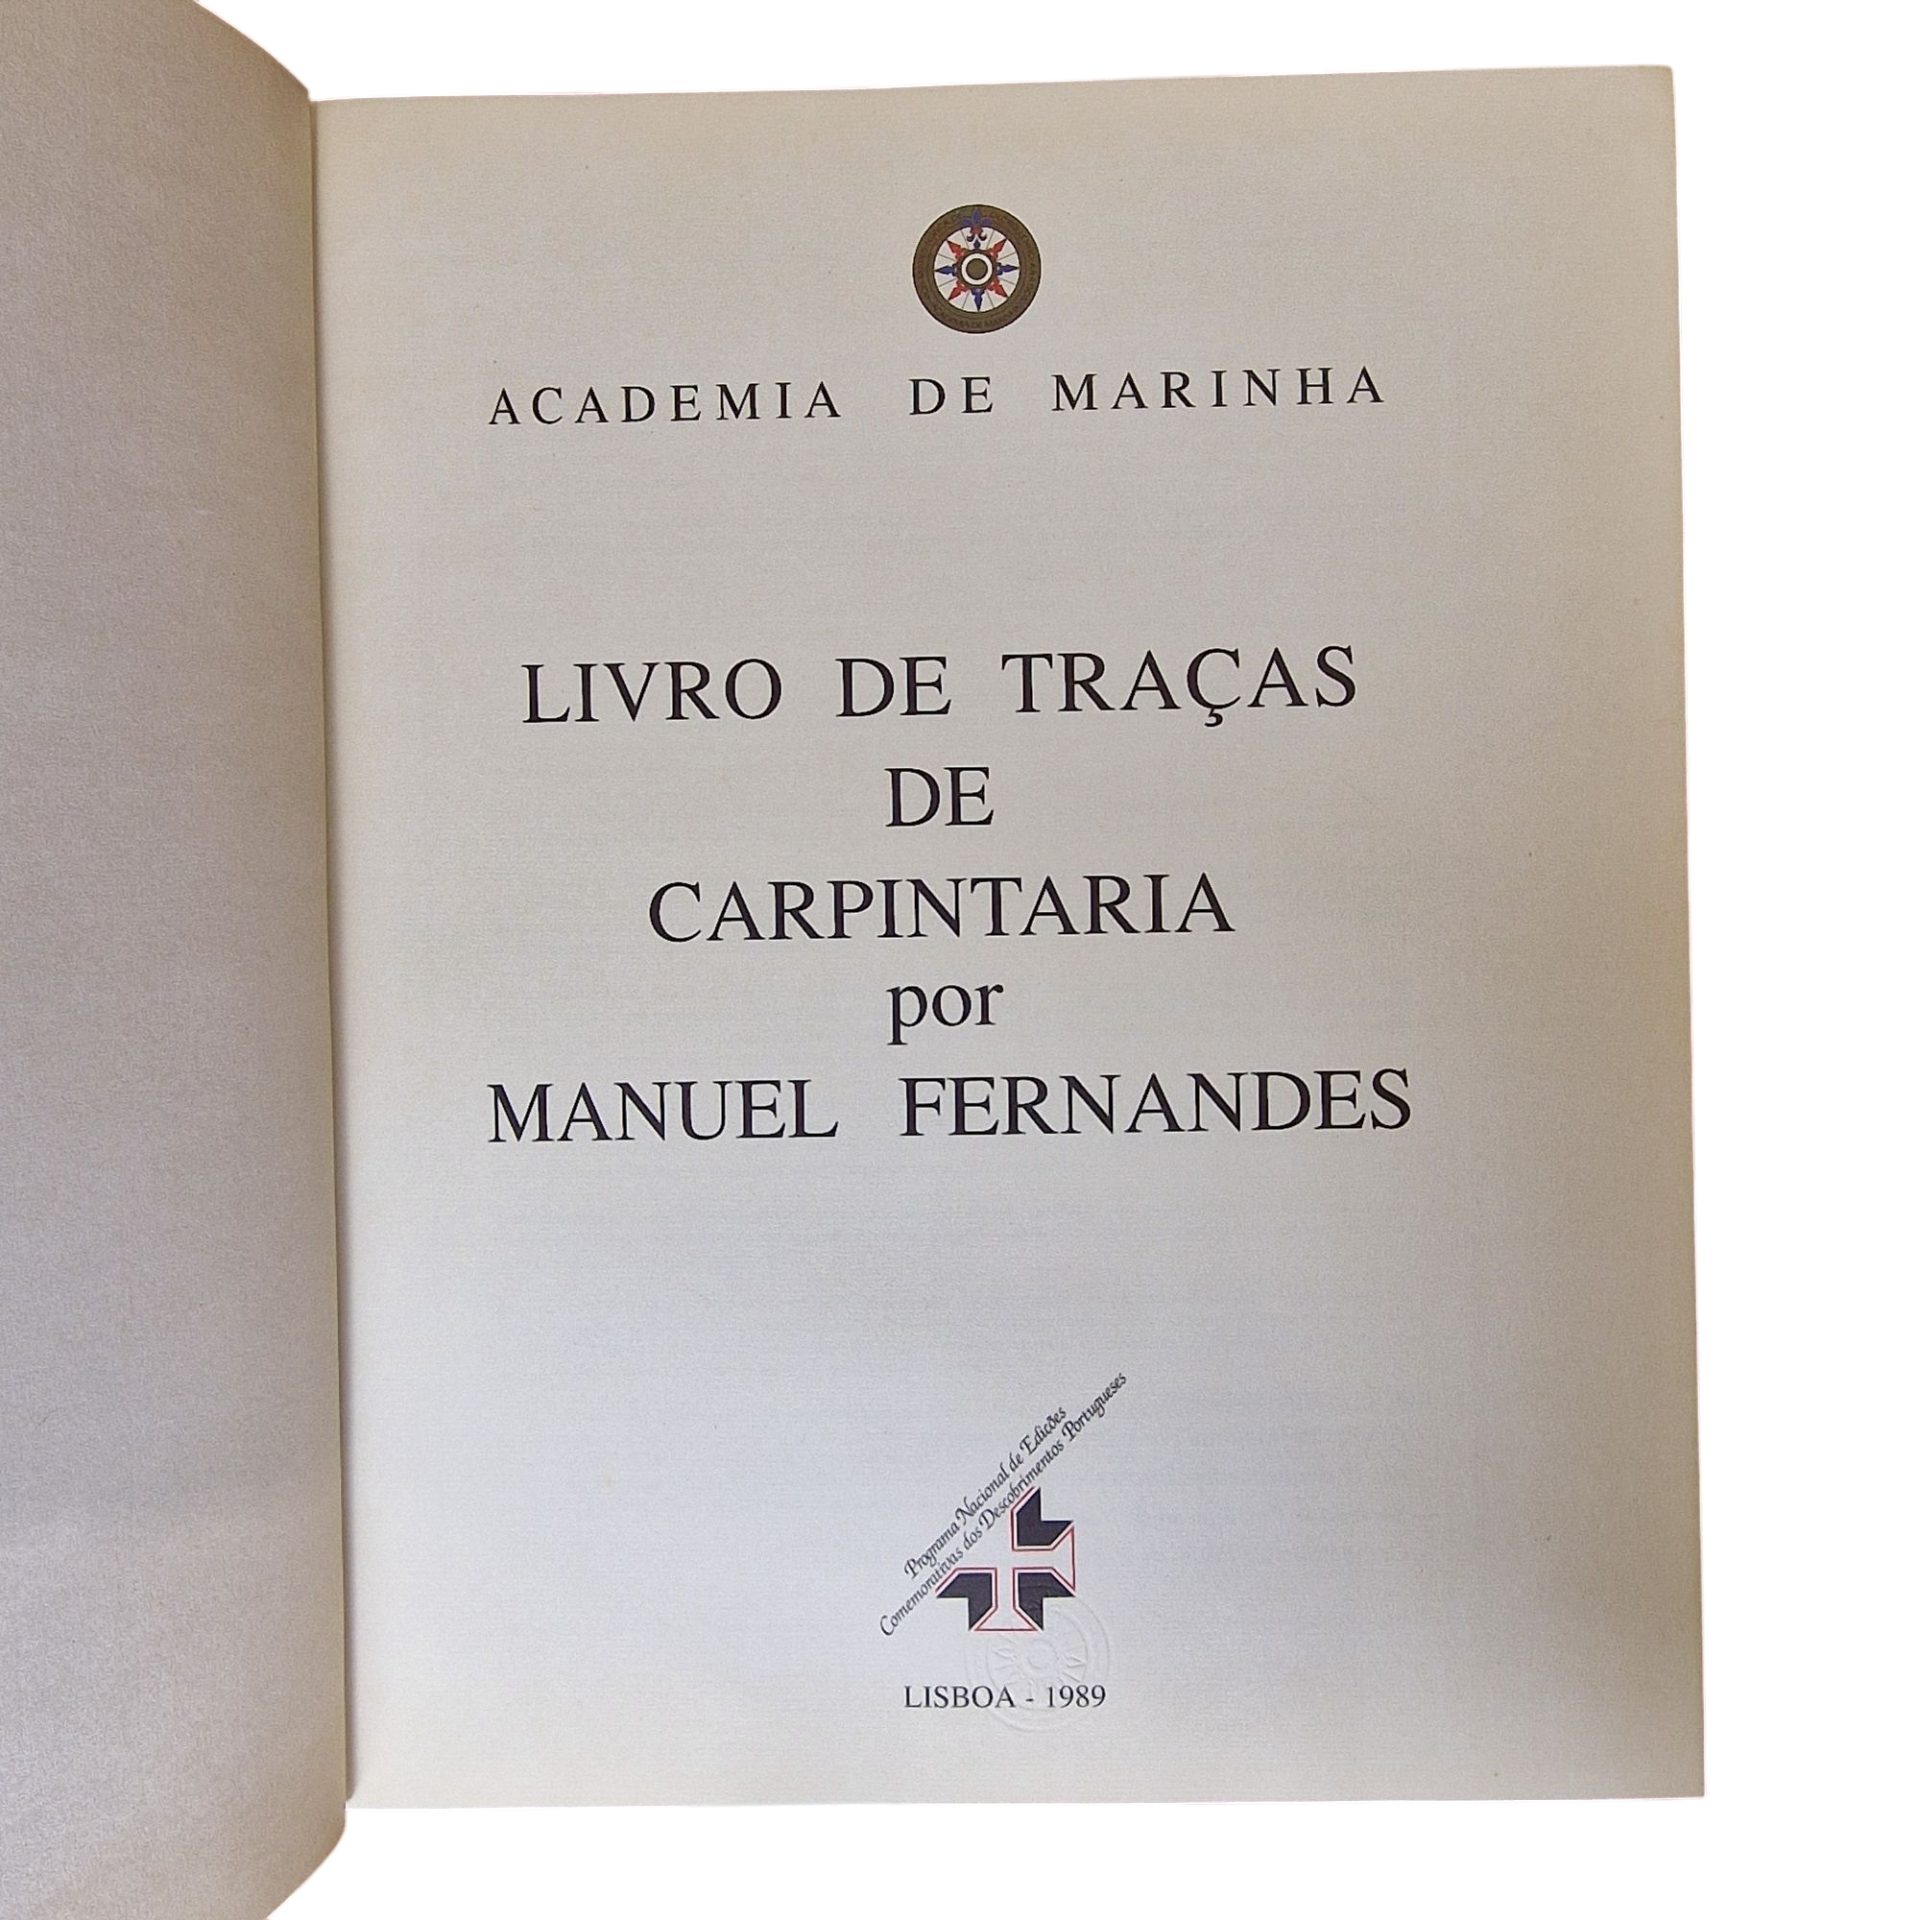 ACADEMIA DE MARINHA
LIVRO DE TRAÇAS
DE
CARPINTARIA
por
MANUEL FERNANDES
Programa Nacional de Edições
Comemorativas dos Descobrimentos Portugueses
LISBOA - 1989